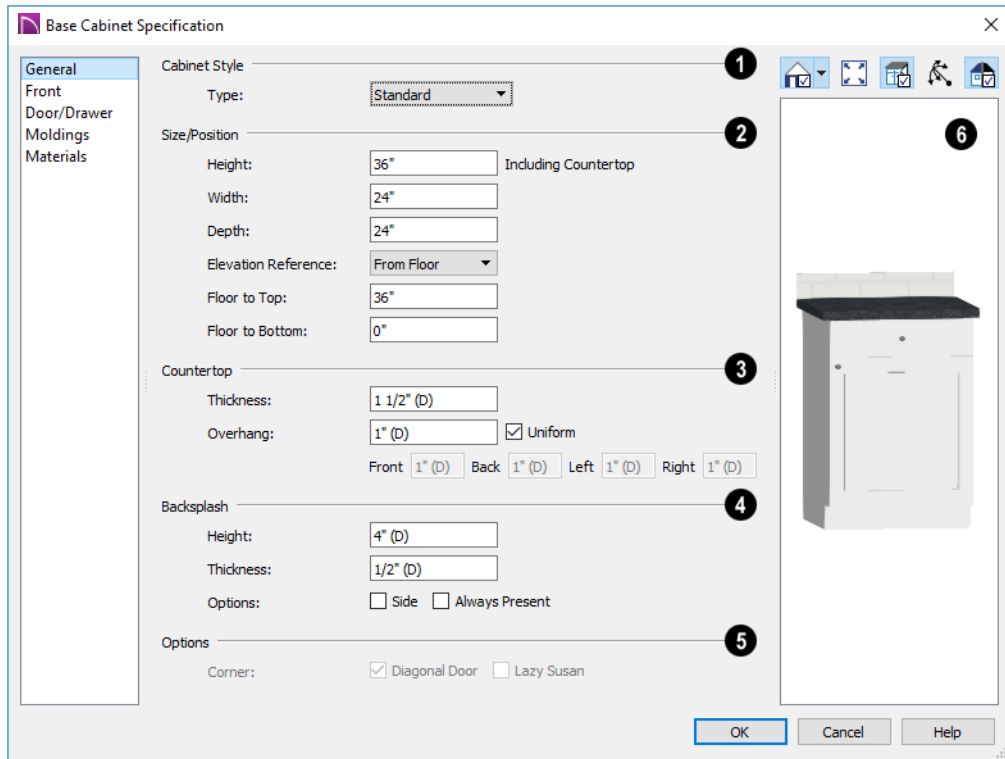 Base Cabinet Specification
General
Front
Door/Drawer
Moldings
Materials
Cabinet Style 1
Type: Standard
Size/Position 2
Height: 36" Including Countertop
Width: 24"
Depth: 24"
Elevation Reference: From Floor
Floor to Top: 36"
Floor to Bottom: 0"
Countertop 3
Thickness: 1 1/2" (D)
Overhang: 1" (D) Uniform
Front 1" (D) Back 1" (D) Left 1" (D) Right 1" (D)
Backsplash 4
Height: 4" (D)
Thickness: 1/2" (D)
Options: Side Always Present
Options 5
Corner: Diagonal Door Lazy Susan
6
OK Cancel Help